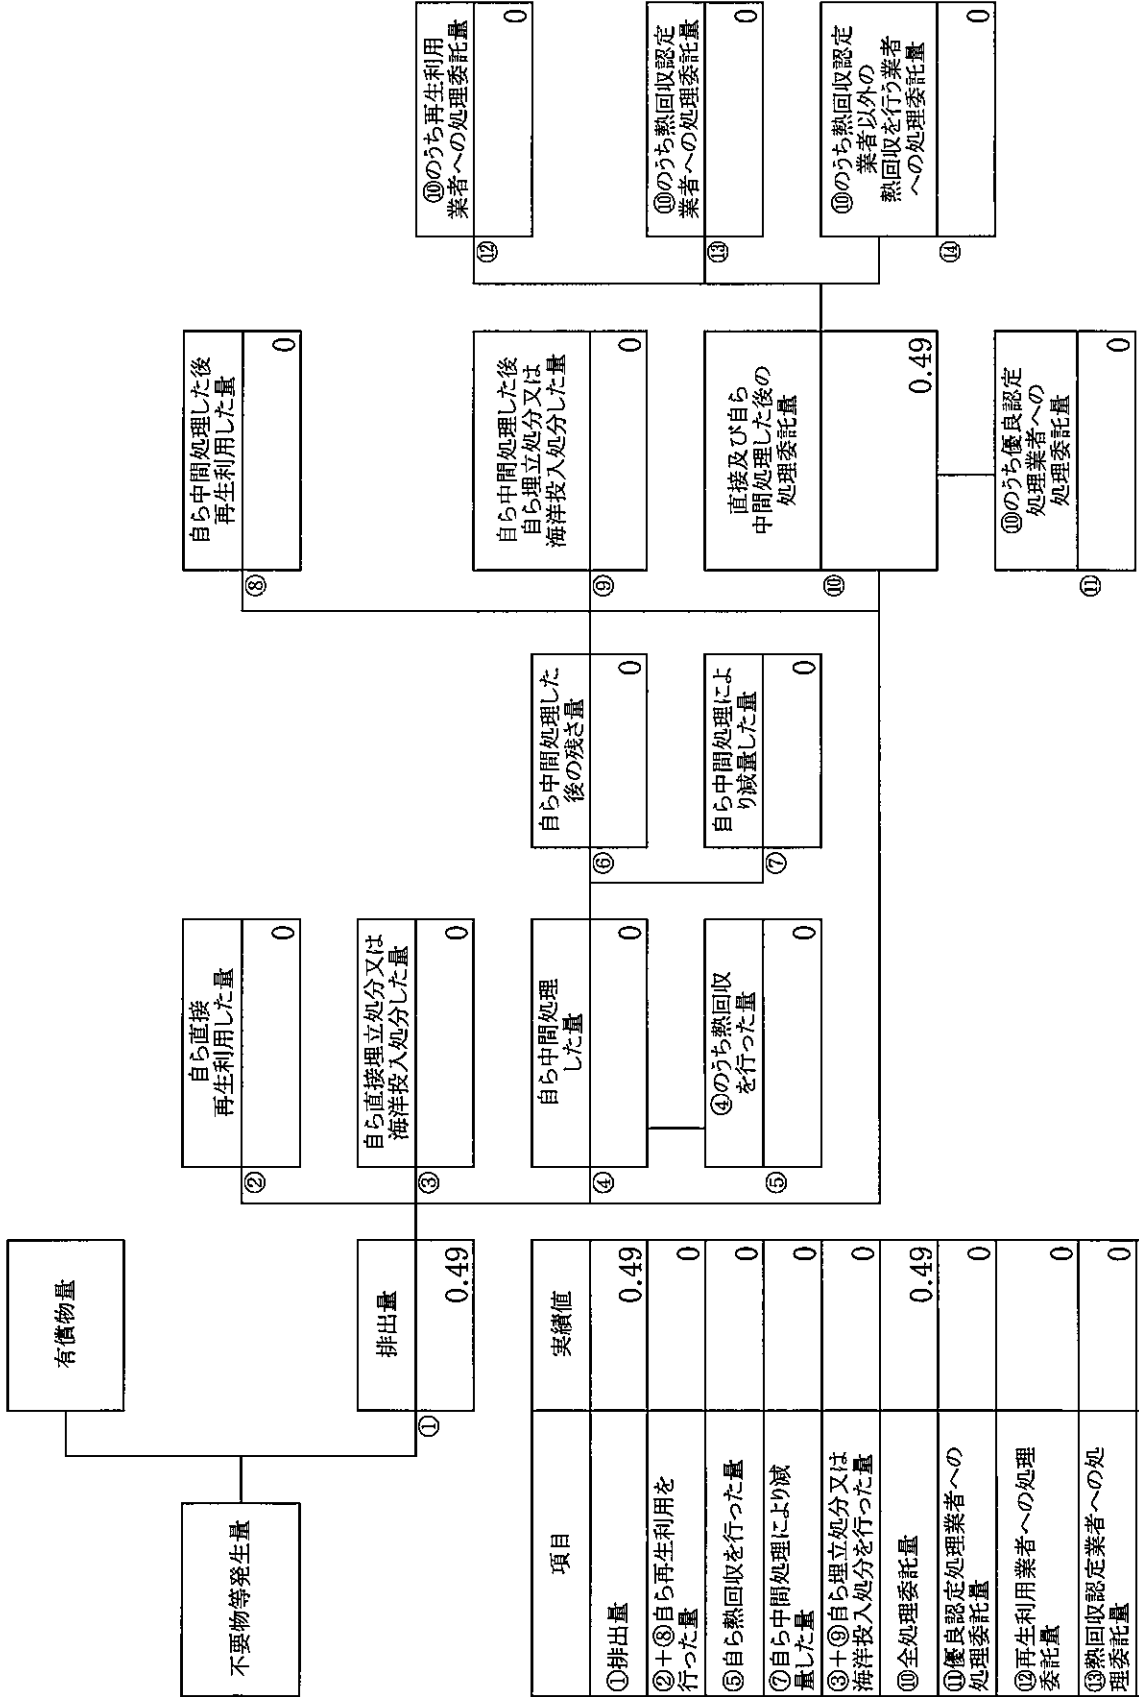 不要物等発生量
有償物量
①
排出量
0.49
②
自ら直接
再生利用した量
0
③
自ら直接埋立処分又は
海洋投入処分した量
0
④
自ら中間処理
した量
0
⑤
④のうち熱回収
を行った量
0
⑥
自ら中間処理した
後の残さ量
0
⑦
自ら中間処理によ
り減量した量
0
⑧
自ら中間処理した後
再生利用した量
0
⑨
自ら中間処理した後
自ら埋立処分又は
海洋投入処分した量
0
⑩
直接及び自ら
中間処理した後の
処理委託量
0.49
⑪
⑩のうち優良認定
処理業者への
処理委託量
0
⑫
⑩のうち再生利用
業者への処理委託量
0
⑬
⑩のうち熱回収認定
業者への処理委託量
0
⑭
⑩のうち熱回収認定
業者以外の
熱回収を行う業者
への処理委託量
0
項目 実績値
①排出量 0.49
②+⑧自ら再生利用を
行った量 0
⑤自ら熱回収を行った量 0
⑦自ら中間処理により減
量した量 0
③+⑨自ら埋立処分又は
海洋投入処分を行った量 0
⑩全処理委託量 0.49
⑪優良認定処理業者への
処理委託量 0
⑫再生利用業者への処理
委託量 0
⑬熱回収認定業者への処
理委託量 0